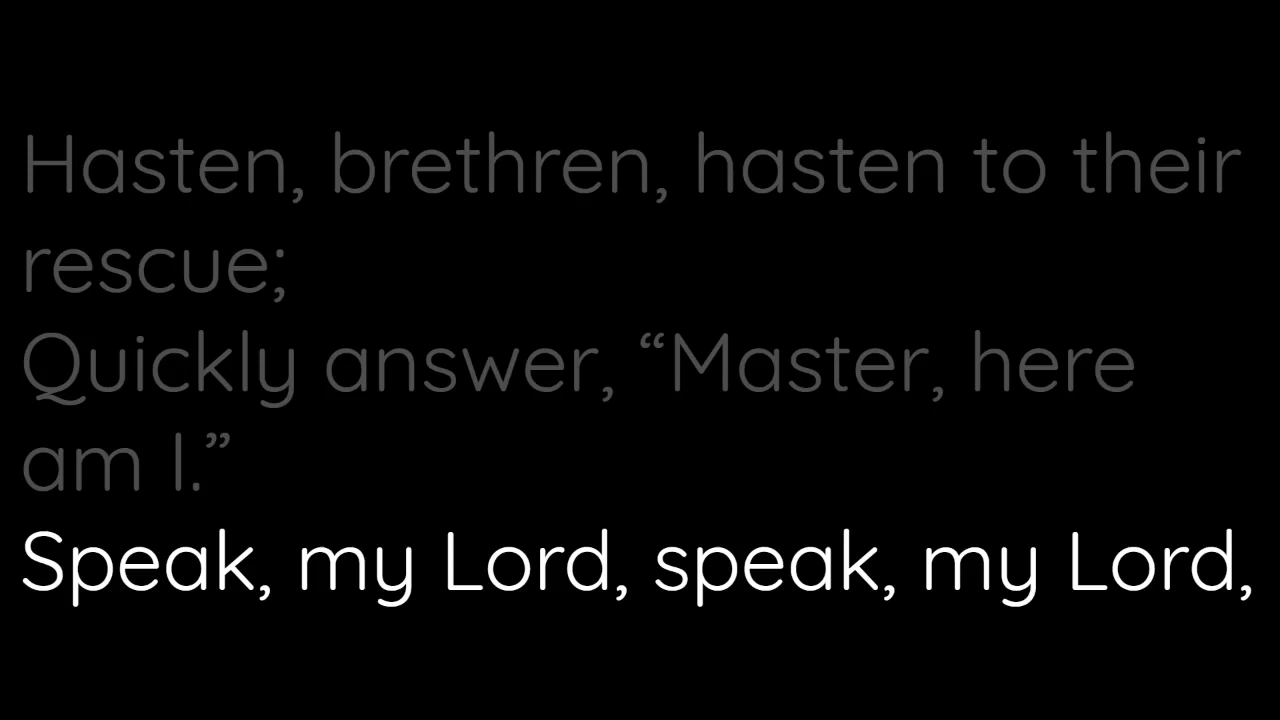 Hasten, brethren, hasten to their
rescue;
Quickly answer, “Master, here
am I.”
Speak, my Lord, speak, my Lord,